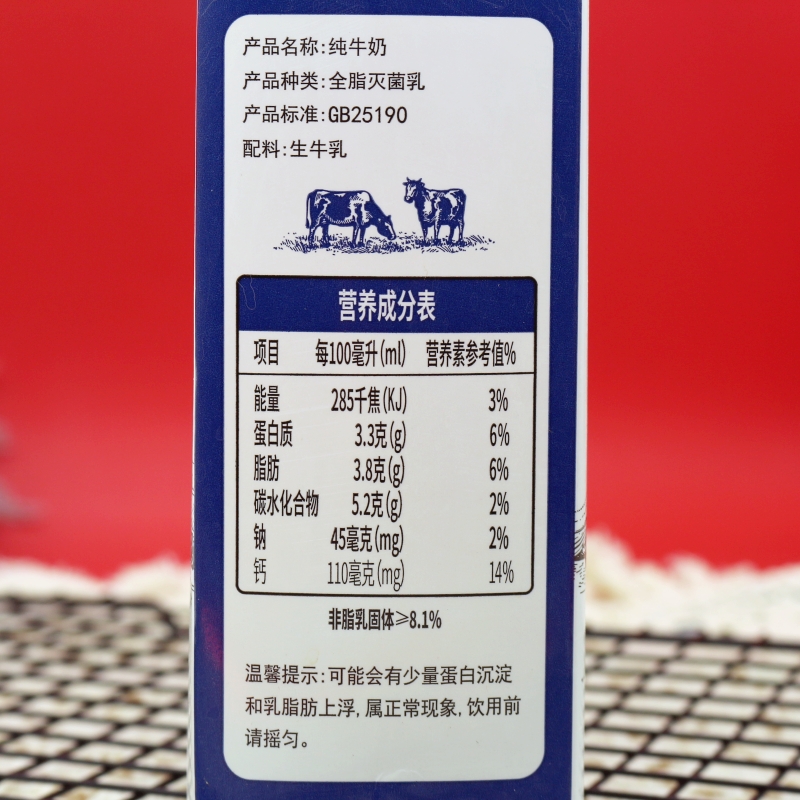 产品名称:纯牛奶
产品种类:全脂灭菌乳
产品标准:GB25190
配料:生牛乳
营养成分表
项目 每100毫升(ml) 营养素参考值%
能量 285千焦(KJ) 3%
蛋白质 3.3克(g) 6%
脂肪 3.8克(g) 6%
碳水化合物 5.2克(g) 2%
钠 45毫克(mg) 2%
钙 110毫克(mg) 14%
非脂乳固体≥8.1%
温馨提示:可能会有少量蛋白沉淀
和乳脂肪上浮,属正常现象,饮用前
请摇匀。